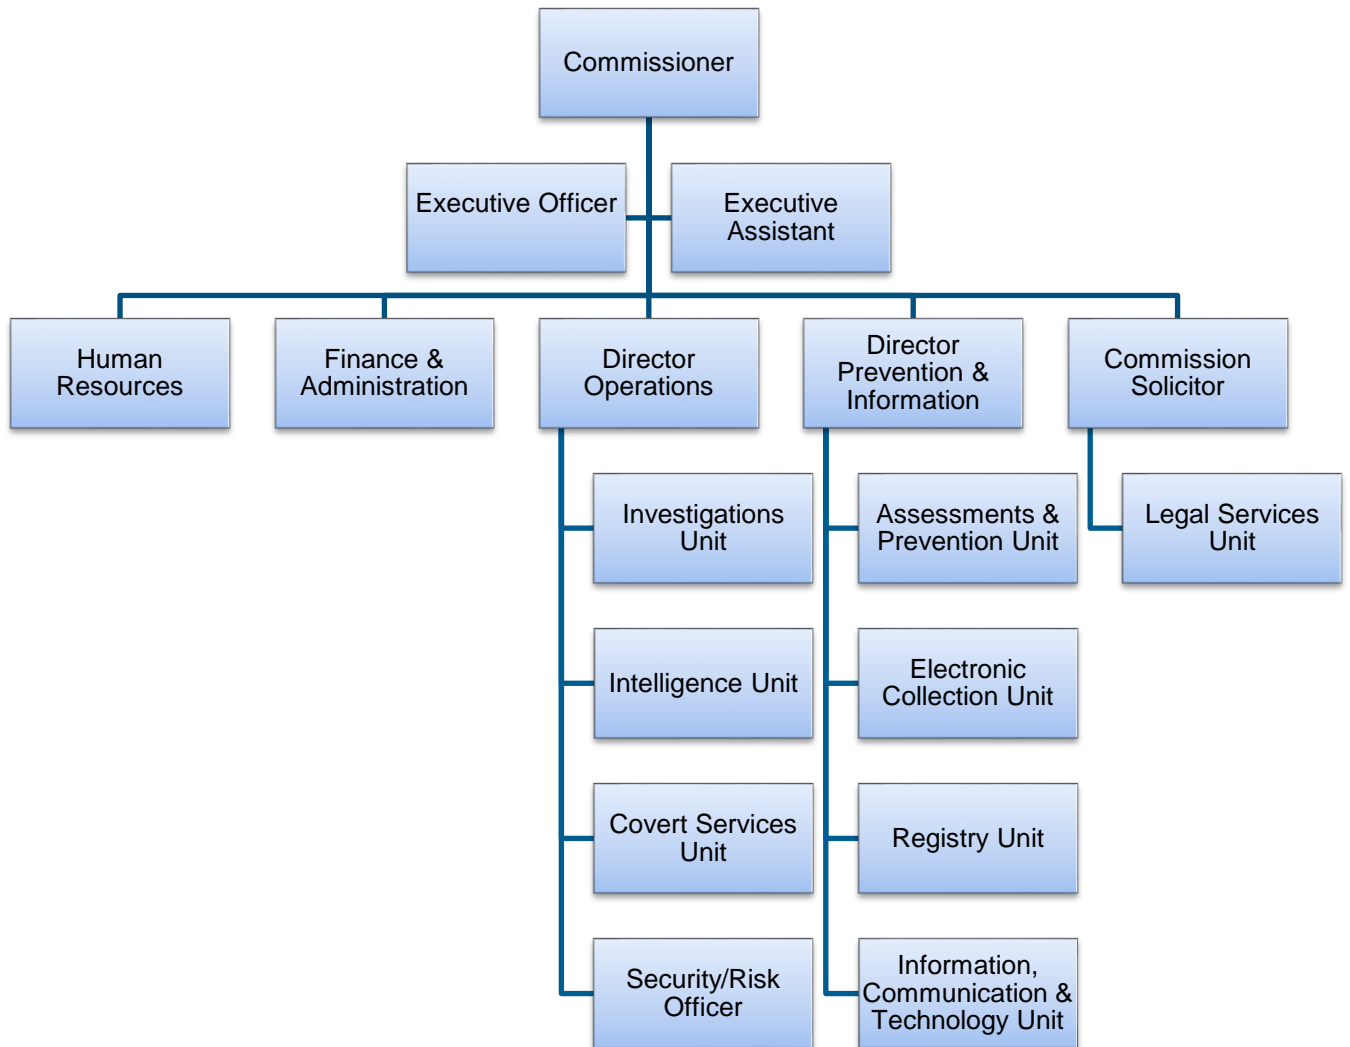 Commissioner
Executive Officer
Executive
Assistant
Human
Resources
Finance &
Administration
Director
Operations
Director
Prevention &
Information
Commission
Solicitor
Investigations
Unit
Assessments &
Prevention Unit
Legal Services
Unit
Intelligence Unit
Electronic
Collection Unit
Covert Services
Unit
Registry Unit
Security/Risk
Officer
Information,
Communication &
Technology Unit